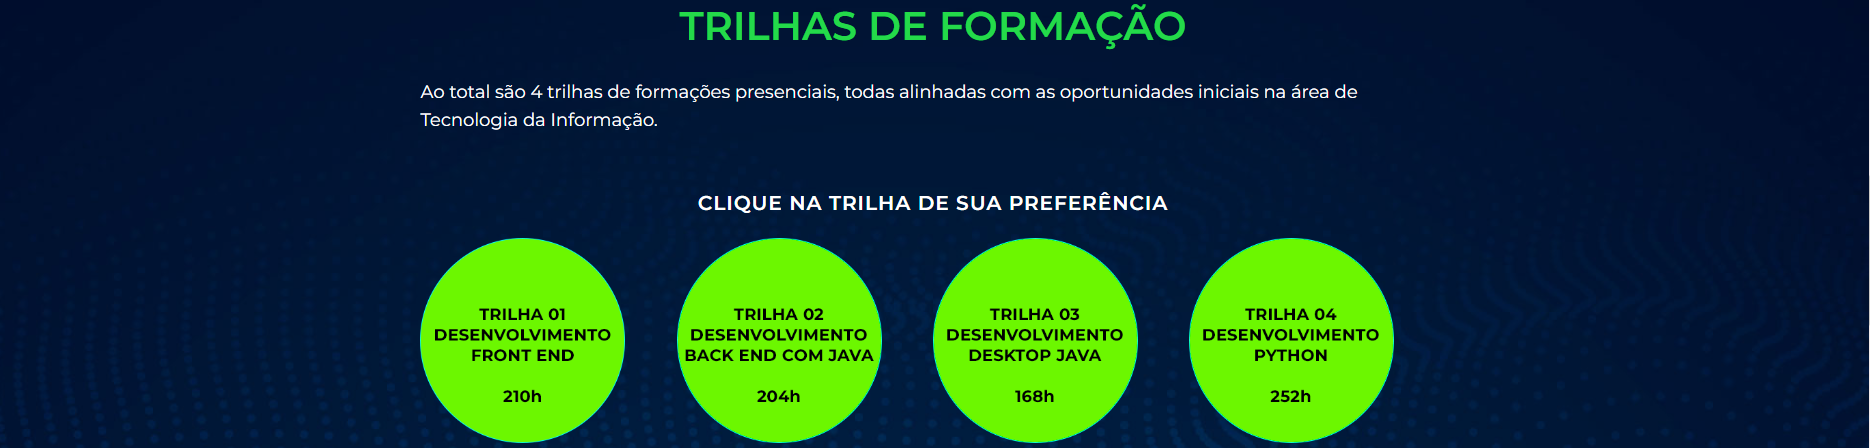 TRILHAS DE FORMAÇÃO
Ao total são 4 trilhas de formações presenciais, todas alinhadas com as oportunidades iniciais na área de
Tecnologia da Informação.
CLIQUE NA TRILHA DE SUA PREFERÊNCIA
TRILHA 01
DESENVOLVIMENTO
FRONT END
210h
TRILHA 02
DESENVOLVIMENTO
BACK END COM JAVA
204h
TRILHA 03
DESENVOLVIMENTO
DESKTOP JAVA
168h
TRILHA 04
DESENVOLVIMENTO
PYTHON
252h